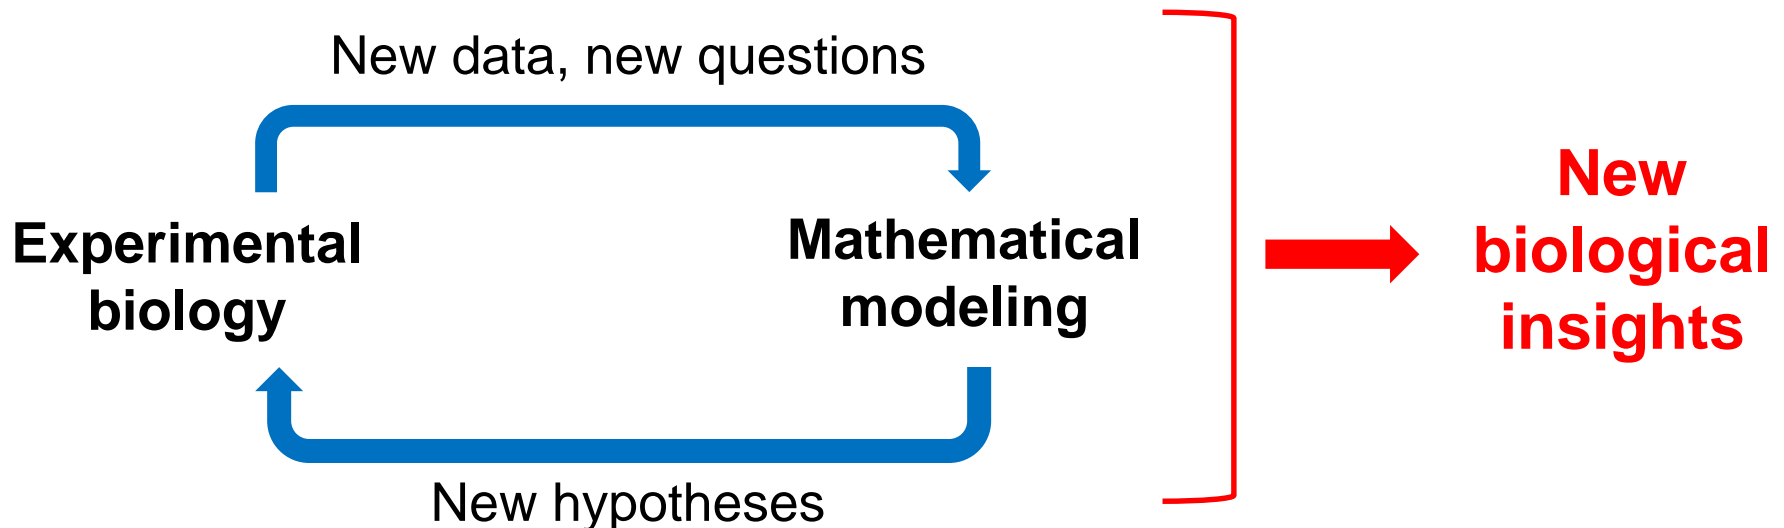 New data, new questions
Experimental
biology
Mathematical
modeling
New hypotheses
New
biological
insights